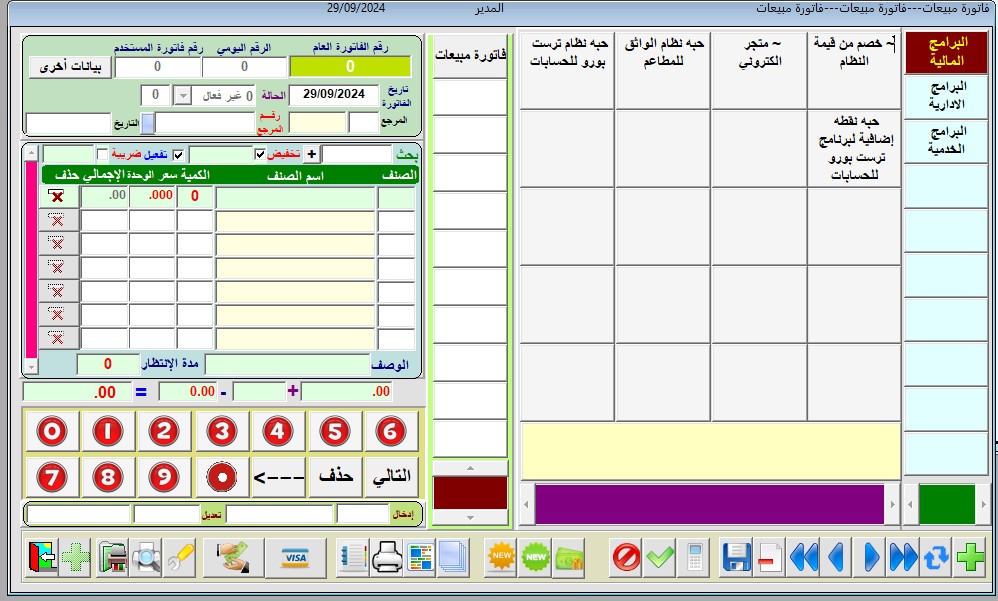 فاتورة مبيعات---فاتورة مبيعات---فاتورة مبيعات
المدير
29/09/2024
البرامج المالية
البرامج الادارية
البرامج الخدمية
~ خصم من قيمة النظام
~ متجر الكتروني
حبه نظام الواثق للمطاعم
حبه نظام ترست بورو للحسابات
حبه نقطه إضافية لبرنامج ترست بورو للحسابات
فاتورة مبيعات
رقم الفاتورة العام
الرقم اليومي
رقم فاتورة المستخدم
0
0
0
بيانات أخرى
تاريخ الفاتورة
29/09/2024
الحالة
0 غير فعال
0
المرجع
رقم المرجع
التاريخ
بحث
+
تخفيض
تفعيل ضريبة
الصنف
اسم الصنف
الكمية
سعر الوحدة
الإجمالي
حذف
0
.000
.00
الوصف
مدة الإنتظار
0
.00
+
-
0.00
=
.00
0 1 2 3 4 5 6
7 8 9
<---
حذف
التالي
إدخال
تعديل
VISA
NEW
NEW